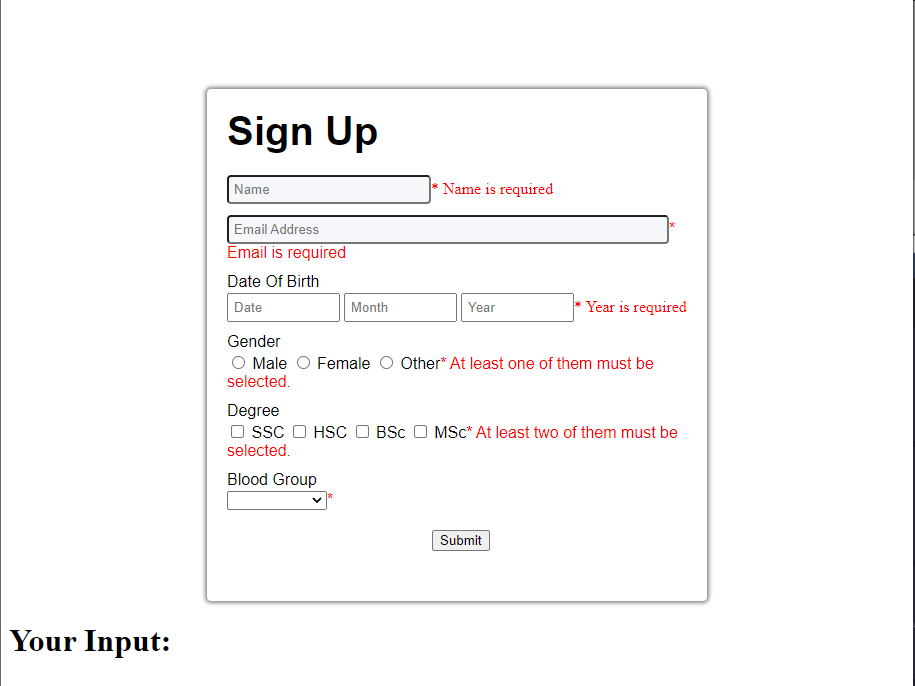 Sign Up
Name * Name is required
Email Address *
Email is required
Date Of Birth
Date Month Year * Year is required
Gender
Male Female Other* At least one of them must be
selected.
Degree
SSC HSC BSc MSc* At least two of them must be
selected.
Blood Group
*
Submit
Your Input: